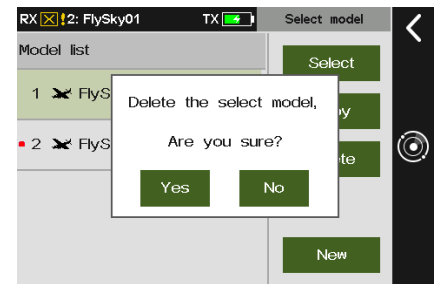 RX !2: FlySky01 TX Select model
Model list
Select
1 FlyS
Delete the select model,
Are you sure?
2 FlyS
Yes No
New